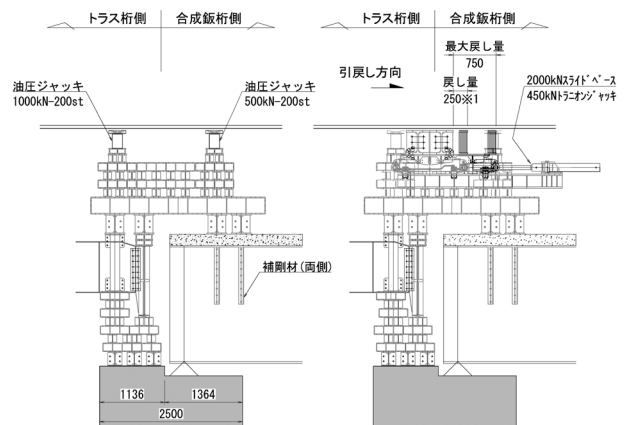 トラス桁側
合成鈑桁側
油圧ジャッキ
1000kN-200st
油圧ジャッキ
500kN-200st
補剛材(両側)
1136
1364
2500
トラス桁側
合成鈑桁側
最大戻し量
750
引戻し方向
戻し量
250※1
2000kNスライドベース
450kNトラニオンジャッキ